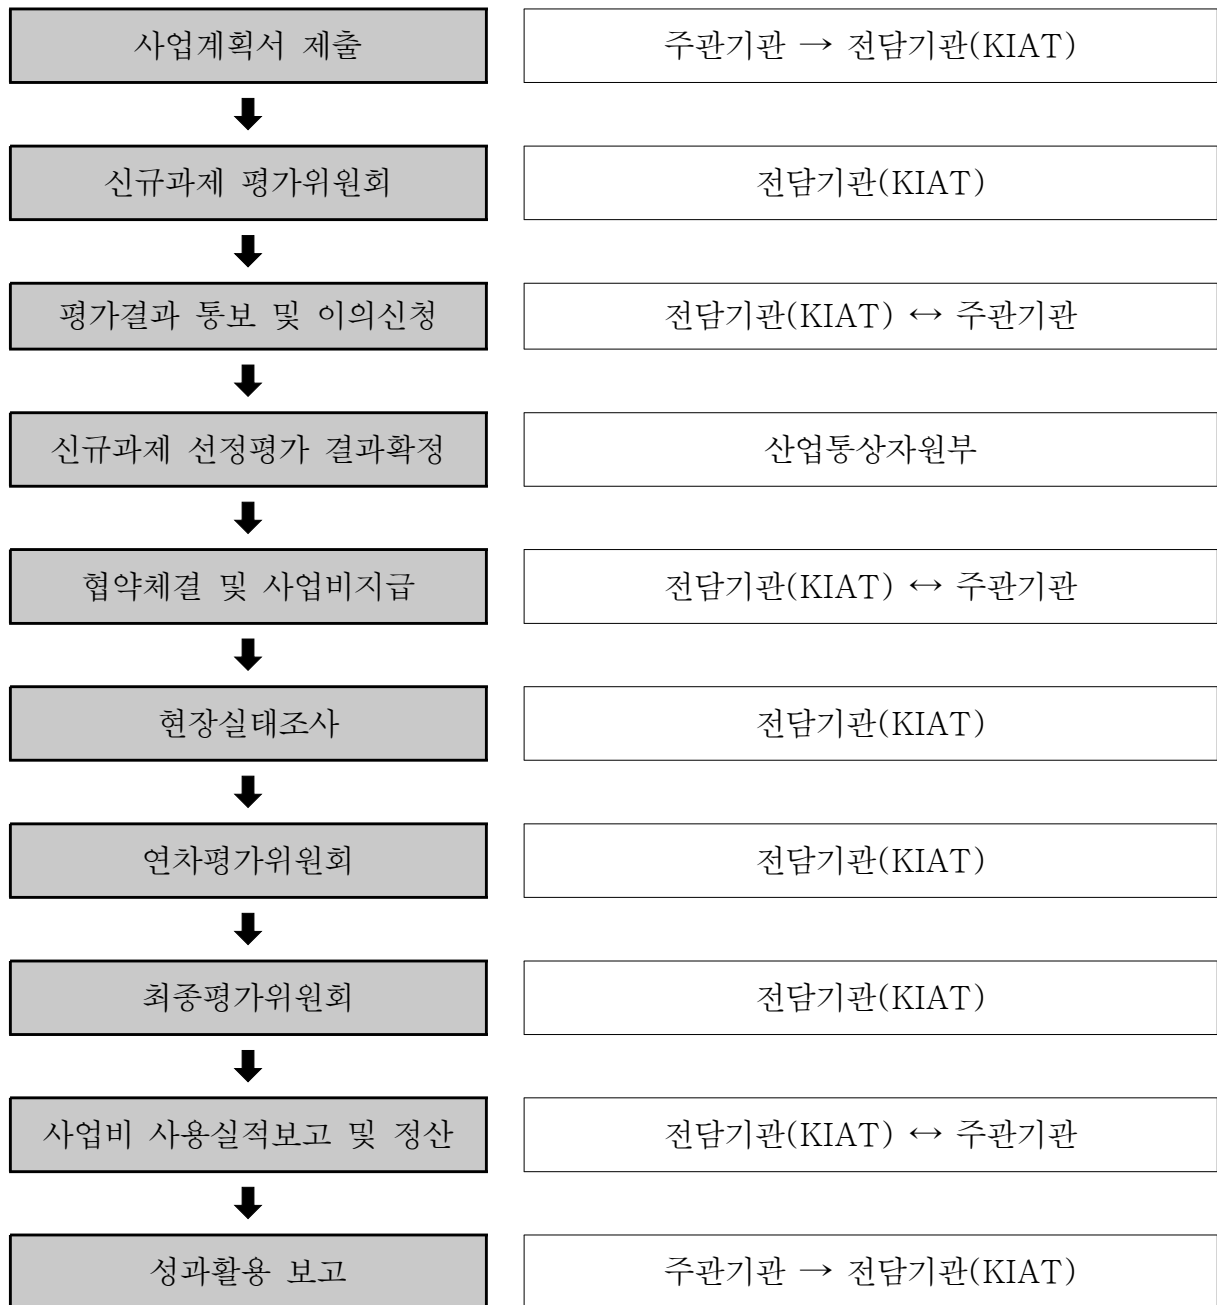 사업계획서 제출
주관기관 → 전담기관(KIAT)
신규과제 평가위원회
전담기관(KIAT)
평가결과 통보 및 이의신청
전담기관(KIAT) ↔ 주관기관
신규과제 선정평가 결과확정
산업통상자원부
협약체결 및 사업비지급
전담기관(KIAT) ↔ 주관기관
현장실태조사
전담기관(KIAT)
연차평가위원회
전담기관(KIAT)
최종평가위원회
전담기관(KIAT)
사업비 사용실적보고 및 정산
전담기관(KIAT) ↔ 주관기관
성과활용 보고
주관기관 → 전담기관(KIAT)